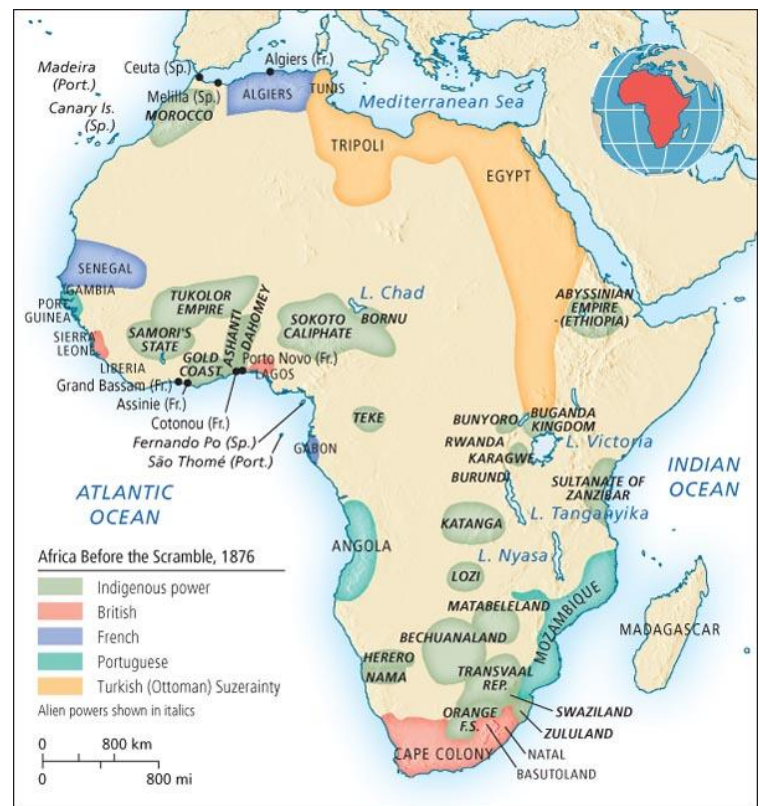 Madeira
(Port.)
Canary Is.
(Sp.)
Ceuta (Sp.)
Algiers (Fr.)
Melilla (Sp.)
MOROCCO
ALGIERS
TUNIS
Mediterranean Sea
TRIPOLI
EGYPT
SENEGAL
GAMBIA
PORT.
GUINEA
SIERRA
LEONE
LIBERIA
TUKOLOR
EMPIRE
SAMORI'S
STATE
GOLD
COAST
ASHANTI
DAHOMEY
SOKOTO
CALIPHATE
L. Chad
BORNU
ABYSSINIAN
EMPIRE
(ETHIOPIA)
Porto Novo (Fr.)
LAGOS
Grand Bassam (Fr.)
Assinie (Fr.)
Cotonou (Fr.)
Fernando Po (Sp.)
São Thomé (Port.)
GABON
TEKE
BUNYORO
BUGANDA
KINGDOM
RWANDA
KARAGWE
BURUNDI
L. Victoria
SULTANATE OF
ZANZIBAR
L. Tanganyika
INDIAN
OCEAN
ATLANTIC
OCEAN
ANGOLA
KATANGA
L. Nyasa
LOZI
MATABELELAND
MOZAMBIQUE
MADAGASCAR
BECHUANALAND
HERERO
NAMA
TRANSVAAL
REP.
ORANGE
F.S.
SWAZILAND
ZULULAND
NATAL
BASUTOLAND
CAPE COLONY
Africa Before the Scramble, 1876
Indigenous power
British
French
Portuguese
Turkish (Ottoman) Suzerainty
Alien powers shown in italics
0 800 km
0 800 mi